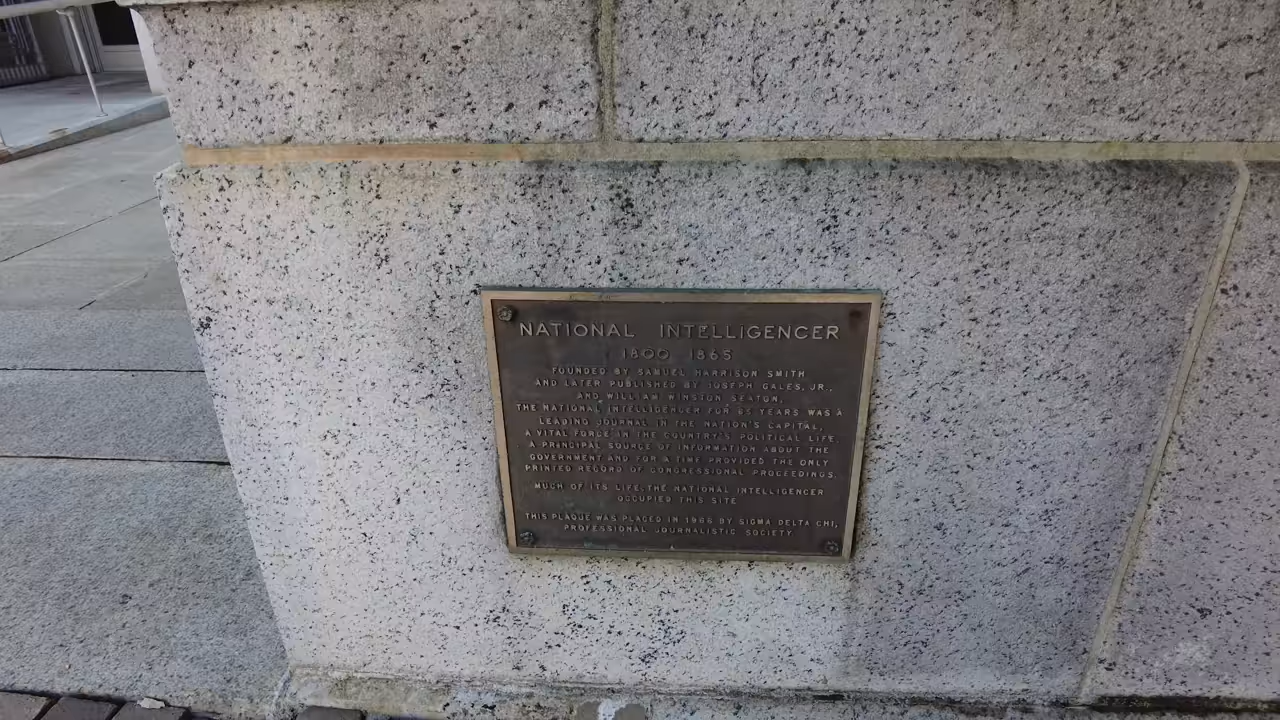 NATIONAL INTELLIGENCER
1800 1865
FOUNDED BY SAMUEL HARRISON SMITH
AND LATER PUBLISHED BY JOSEPH GALES, JR.,
AND WILLIAM WINSTON SEATON,
THE NATIONAL INTELLIGENCER FOR 65 YEARS WAS A
LEADING JOURNAL IN THE NATION'S CAPITAL,
A VITAL FORCE IN THE COUNTRY'S POLITICAL LIFE,
A PRINCIPAL SOURCE OF INFORMATION ABOUT THE
GOVERNMENT AND FOR A TIME PROVIDED THE ONLY
PRINTED RECORD OF CONGRESSIONAL PROCEEDINGS.
MUCH OF ITS LIFE, THE NATIONAL INTELLIGENCER
OCCUPIED THIS SITE
THIS PLAQUE WAS PLACED IN 1968 BY SIGMA DELTA CHI,
PROFESSIONAL JOURNALISTIC SOCIETY